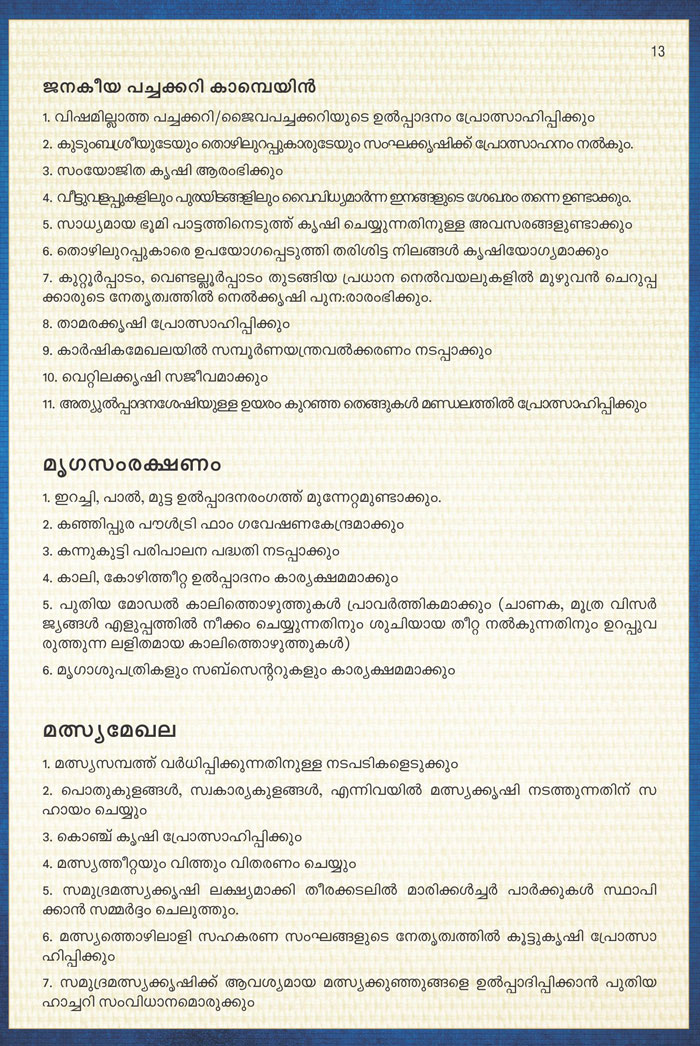 13
ജനകീയ പച്ചക്കറി കാമ്പെയിൻ
1. വിഷമില്ലാത്ത പച്ചക്കറി/ജൈവപച്ചക്കറിയുടെ ഉൽപ്പാദനം പ്രോത്സാഹിപ്പിക്കും
2. കുടുംബശ്രീയുടേയും തൊഴിലുറപ്പുകാരുടേയും സംഘക്കൃഷിക്ക് പ്രോത്സാഹനം നൽകും.
3. സംയോജിത കൃഷി ആരംഭിക്കും
4. വീട്ടുവളപ്പുകളിലും പുരയിടങ്ങളിലും വൈവിധ്യമാർന്ന ഇനങ്ങളുടെ ശേഖരം തന്നെ ഉണ്ടാക്കും.
5. സാധ്യമായ ഭൂമി പാട്ടത്തിനെടുത്ത് കൃഷി ചെയ്യുന്നതിനുള്ള അവസരങ്ങളുണ്ടാക്കും
6. തൊഴിലുറപ്പുകാരെ ഉപയോഗപ്പെടുത്തി തരിശിട്ട നിലങ്ങൾ കൃഷിയോഗ്യമാക്കും
7. കുറ്റൂർപ്പാടം, വെണ്ടല്ലൂർപ്പാടം തുടങ്ങിയ പ്രധാന നെൽവയലുകളിൽ മുഴുവൻ ചെറുപ്പ
ക്കാരുടെ നേതൃത്വത്തിൽ നെൽക്കൃഷി പുന:രാരംഭിക്കും.
8. താമരക്കൃഷി പ്രോത്സാഹിപ്പിക്കും
9. കാർഷികമേഖലയിൽ സമ്പൂർണയന്ത്രവൽക്കരണം നടപ്പാക്കും
10. വെറ്റിലക്കൃഷി സജീവമാക്കും
11. അത്യുൽപ്പാദനശേഷിയുള്ള ഉയരം കുറഞ്ഞ തെങ്ങുകൾ മണ്ഡലത്തിൽ പ്രോത്സാഹിപ്പിക്കും
മൃഗസംരക്ഷണം
1. ഇറച്ചി, പാൽ, മുട്ട ഉൽപ്പാദനരംഗത്ത് മുന്നേറ്റമുണ്ടാക്കും.
2. കഞ്ഞിപ്പുര പൗൾട്രി ഫാം ഗവേഷണകേന്ദ്രമാക്കും
3. കന്നുകുട്ടി പരിപാലന പദ്ധതി നടപ്പാക്കും
4. കാലി, കോഴിത്തീറ്റ ഉൽപ്പാദനം കാര്യക്ഷമമാക്കും
5. പുതിയ മോഡൽ കാലിത്തൊഴുത്തുകൾ പ്രാവർത്തികമാക്കും (ചാണക, മൂത്ര വിസർ
ജ്യങ്ങൾ എളുപ്പത്തിൽ നീക്കം ചെയ്യുന്നതിനും ശുചിയായ തീറ്റ നൽകുന്നതിനും ഉറപ്പുവ
രുത്തുന്ന ലളിതമായ കാലിത്തൊഴുത്തുകൾ)
6. മൃഗാശുപത്രികളും സബ്സെന്ററുകളും കാര്യക്ഷമമാക്കും
മത്സ്യമേഖല
1. മത്സ്യസമ്പത്ത് വർധിപ്പിക്കുന്നതിനുള്ള നടപടികളെടുക്കും
2. പൊതുകുളങ്ങൾ, സ്വകാര്യകുളങ്ങൾ, എന്നിവയിൽ മത്സ്യക്കൃഷി നടത്തുന്നതിന് സ
ഹായം ചെയ്യും
3. കൊഞ്ച് കൃഷി പ്രോത്സാഹിപ്പിക്കും
4. മത്സ്യത്തീറ്റയും വിത്തും വിതരണം ചെയ്യും
5. സമുദ്രമത്സ്യക്കൃഷി ലക്ഷ്യമാക്കി തീരക്കടലിൽ മാരിക്കൾച്ചർ പാർക്കുകൾ സ്ഥാപി
ക്കാൻ സമ്മർദ്ദം ചെലുത്തും.
6. മത്സ്യത്തൊഴിലാളി സഹകരണ സംഘങ്ങളുടെ നേതൃത്വത്തിൽ കൂട്ടുകൃഷി പ്രോത്സാ
ഹിപ്പിക്കും
7. സമുദ്രമത്സ്യക്കൃഷിക്ക് ആവശ്യമായ മത്സ്യക്കുഞ്ഞുങ്ങളെ ഉൽപ്പാദിപ്പിക്കാൻ പുതിയ
ഹാച്ചറി സംവിധാനമൊരുക്കും